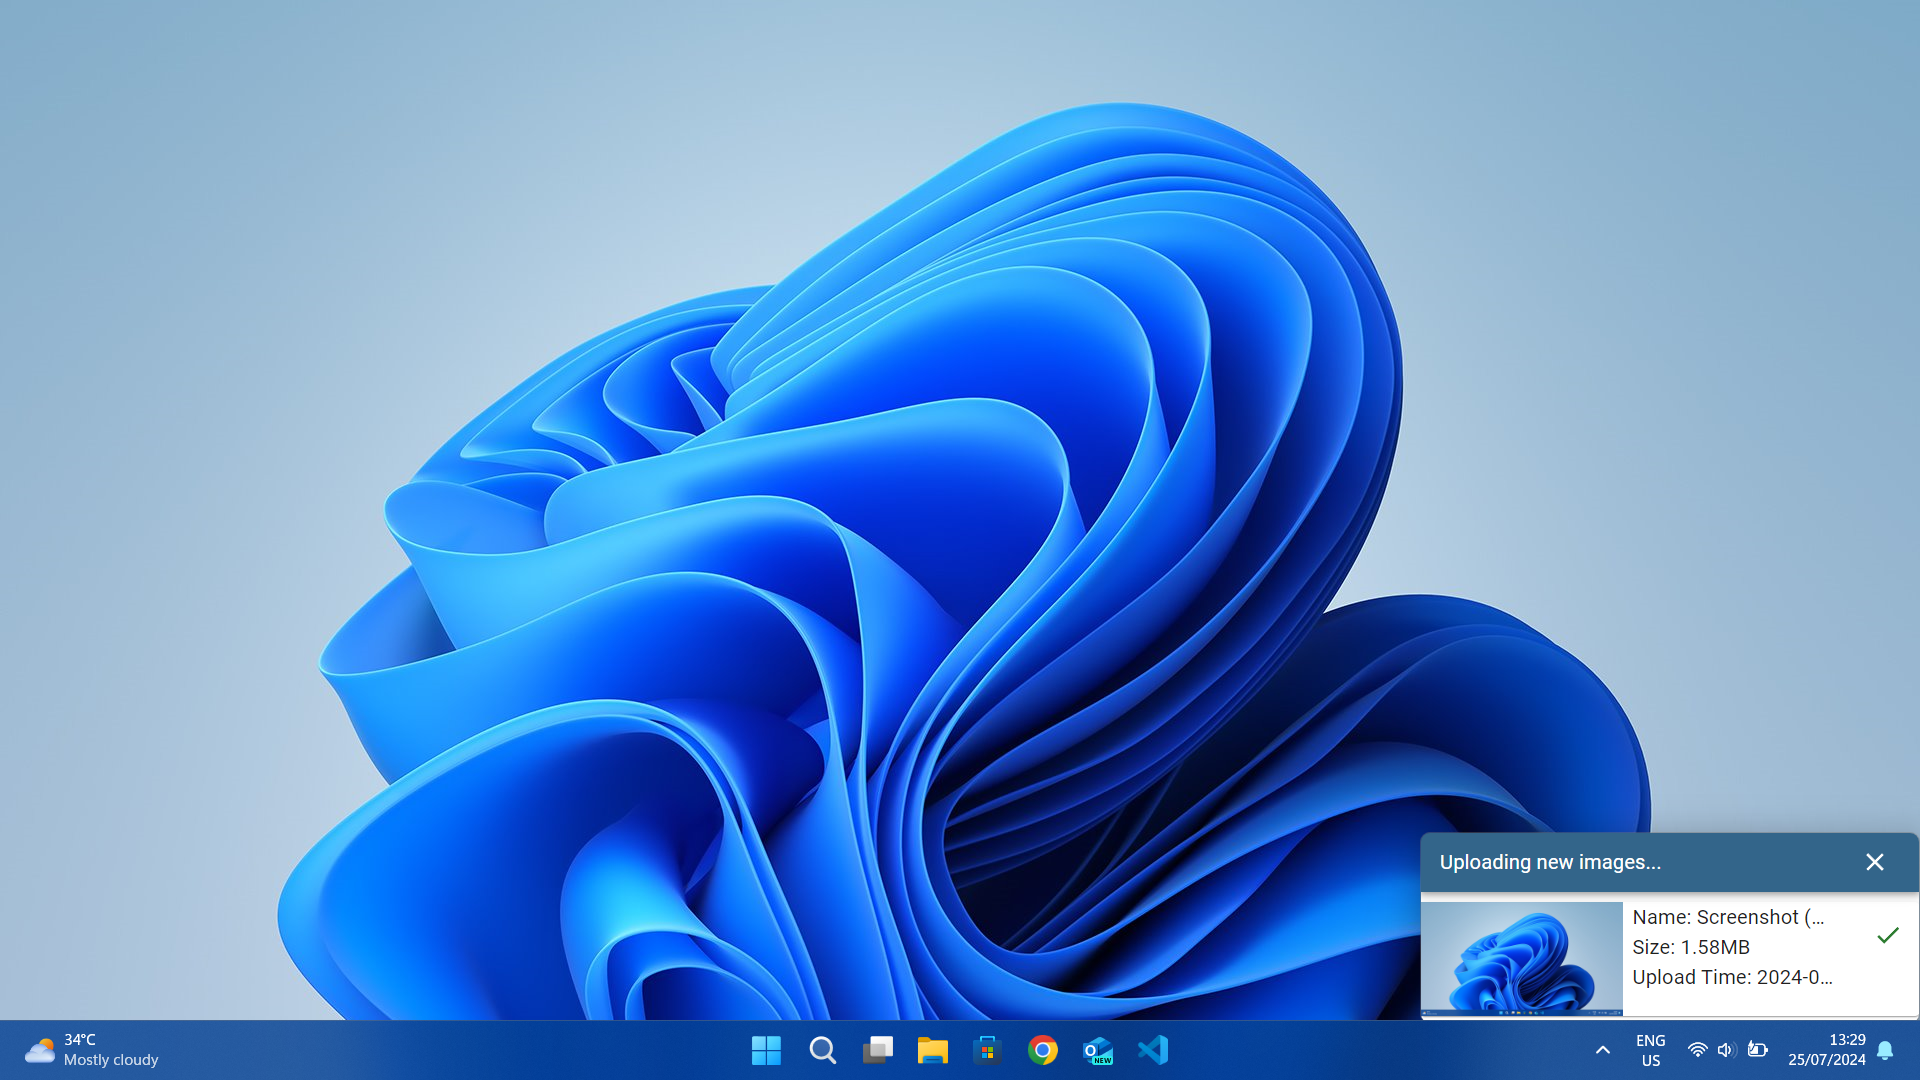 Uploading new images...
Name: Screenshot (...
Size: 1.58MB
Upload Time: 2024-0...
34°C
Mostly cloudy
NEW
ENG
US
13:29
25/07/2024